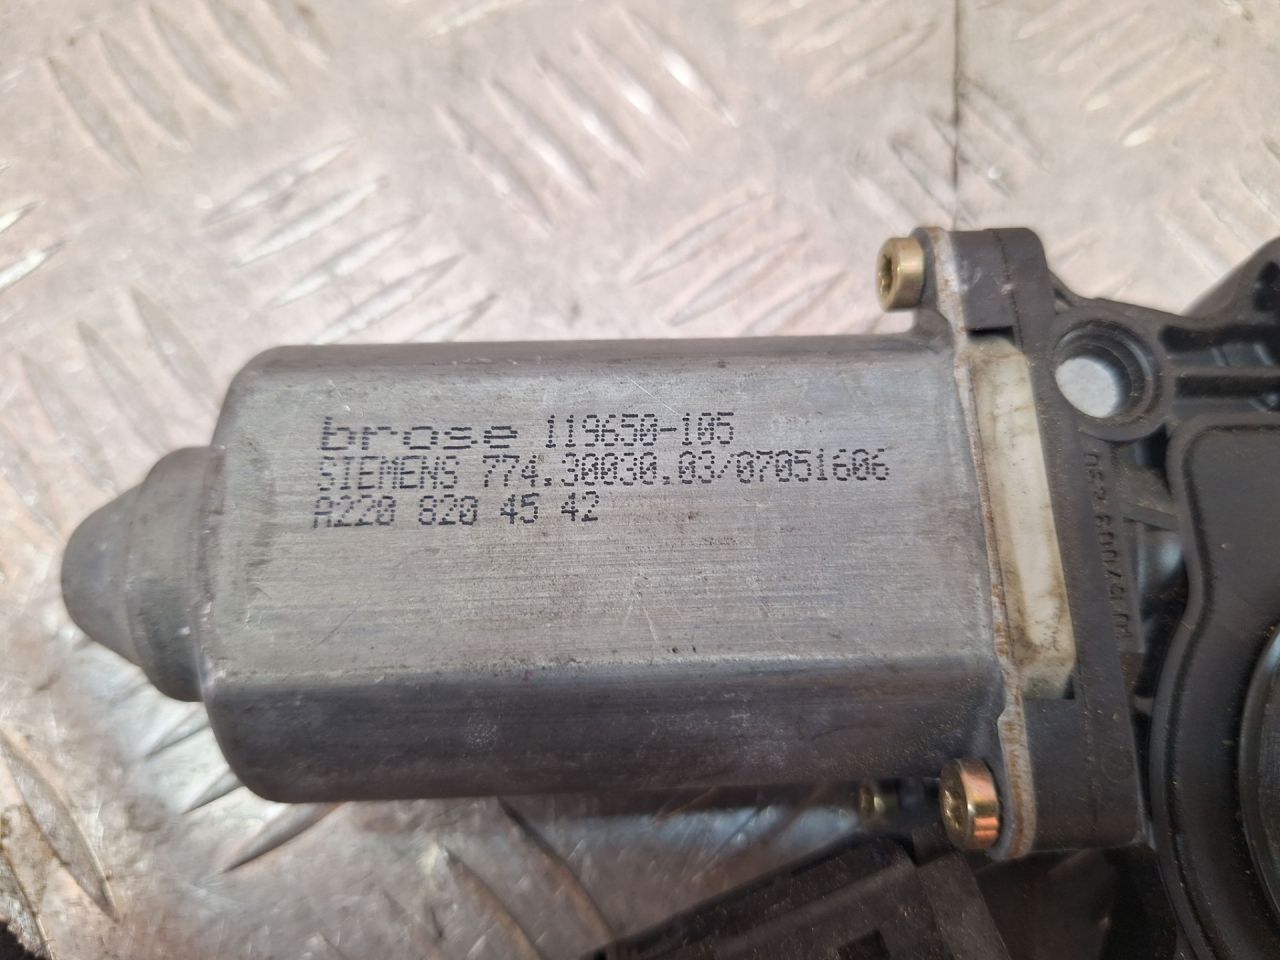 brose 119650-105
SIEMENS 774.30030.03/07051606
A220 820 45 42